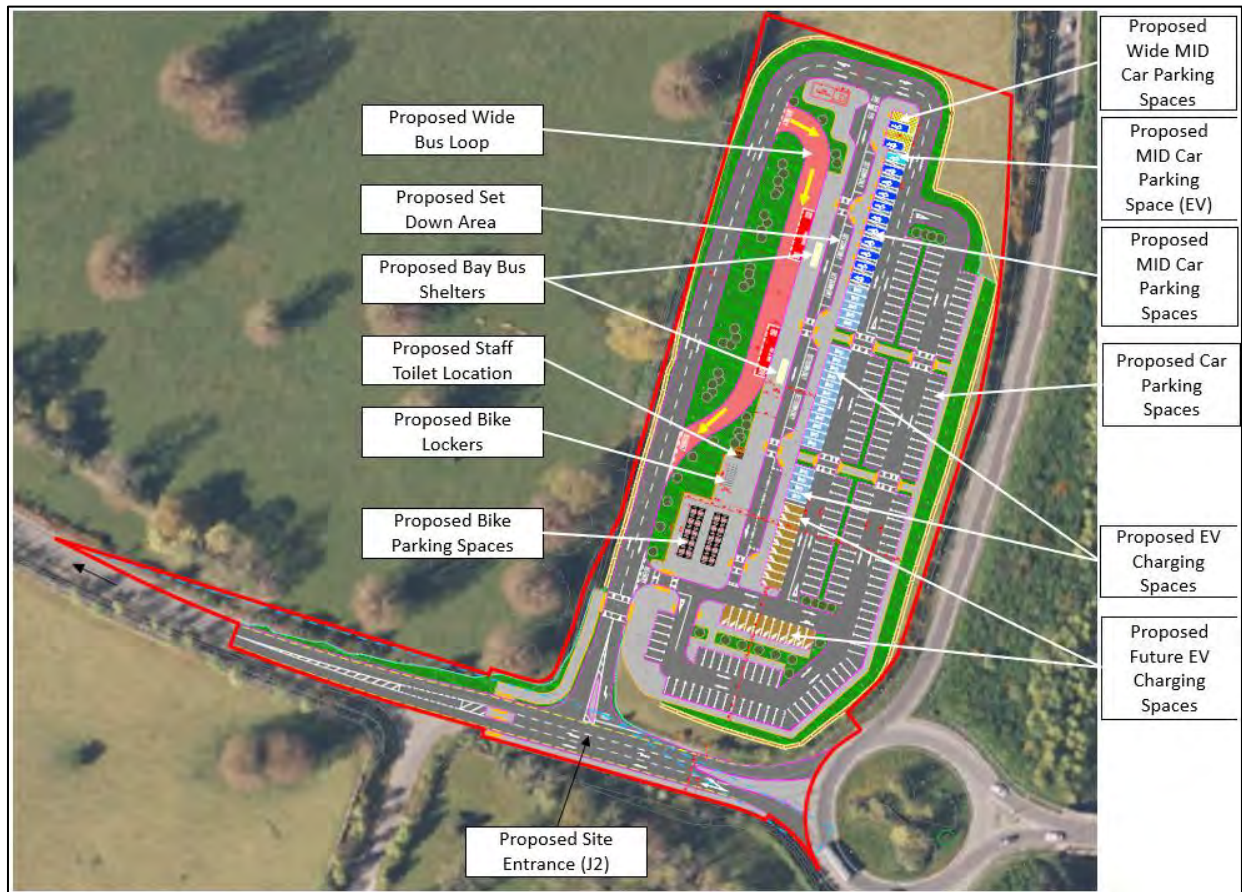 Proposed
Wide MID
Car Parking
Spaces
Proposed Wide
Bus Loop
Proposed
MID Car
Parking
Space (EV)
Proposed Set
Down Area
Proposed
MID Car
Parking
Spaces
Proposed Bay Bus
Shelters
Proposed Staff
Toilet Location
Proposed Car
Parking
Spaces
Proposed Bike
Lockers
Proposed Bike
Parking Spaces
Proposed EV
Charging
Spaces
Proposed
Future EV
Charging
Spaces
Proposed Site
Entrance (J2)